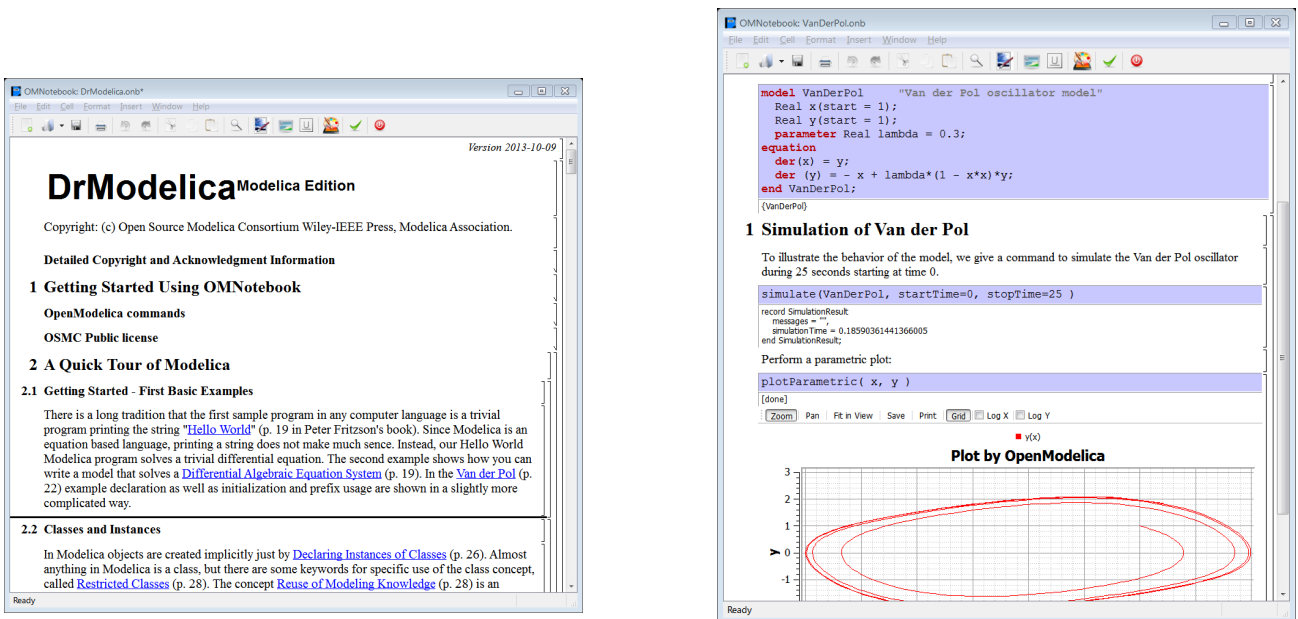 OMNotebook: DrModelica.onb*
File Edit Cell Format Insert Window Help
Version 2013-10-09
DrModelica Modelica Edition
Copyright: (c) Open Source Modelica Consortium Wiley-IEEE Press, Modelica Association.
Detailed Copyright and Acknowledgment Information
1 Getting Started Using OMNotebook
OpenModelica commands
OSMC Public license
2 A Quick Tour of Modelica
2.1 Getting Started - First Basic Examples
There is a long tradition that the first sample program in any computer language is a trivial
program printing the string "Hello World" (p. 19 in Peter Fritzson's book). Since Modelica is an
equation based language, printing a string does not make much sence. Instead, our Hello World
Modelica program solves a trivial differential equation. The second example shows how you can
write a model that solves a Differential Algebraic Equation System (p. 19). In the Van der Pol (p.
22) example declaration as well as initialization and prefix usage are shown in a slightly more
complicated way.
2.2 Classes and Instances
In Modelica objects are created implicitly just by Declaring Instances of Classes (p. 26). Almost
anything in Modelica is a class, but there are some keywords for specific use of the class concept,
called Restricted Classes (p. 28). The concept Reuse of Modeling Knowledge (p. 28) is an
Ready
OMNotebook: VanDerPol.onb
File Edit Cell Format Insert Window Help
U
model VanDerPol "Van der Pol oscillator model"
Real x(start = 1);
Real y(start = 1);
parameter Real lambda = 0.3;
equation
der(x) = y;
der (y) = - x + lambda*(1 - x*x)*y;
end VanDerPol;
{VanDerPol}
1 Simulation of Van der Pol
To illustrate the behavior of the model, we give a command to simulate the Van der Pol oscillator
during 25 seconds starting at time 0.
simulate(VanDerPol, startTime=0, stopTime=25 )
record SimulationResult
messages = "",
simulationTime = 0.18590361441366005
end SimulationResult;
Perform a parametric plot:
plotParametric( x, y )
[done]
Zoom Pan Fit in View Save Print Grid Log X Log Y
y(x)
Plot by OpenModelica
3
2
1
y 0
-1
Ready